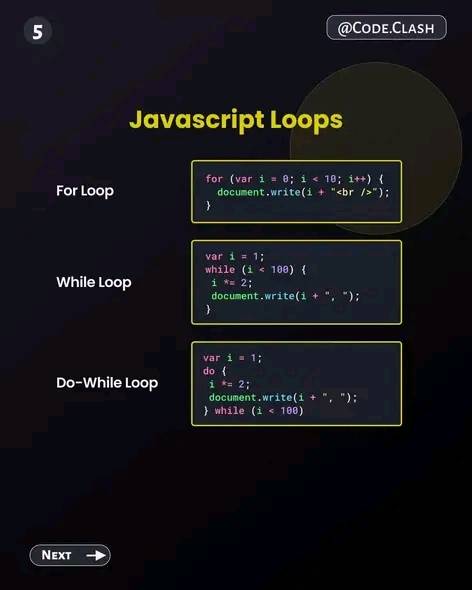 5
@Code.Clash
Javascript Loops
For Loop
for (var i = 0; i < 10; i++) {
  document.write(i + "<br />");
}
While Loop
var i = 1;
while (i < 100) {
 i *= 2;
 document.write(i + ", ");
}
Do-While Loop
var i = 1;
do {
 i *= 2;
 document.write(i + ", ");
} while (i < 100)
Next